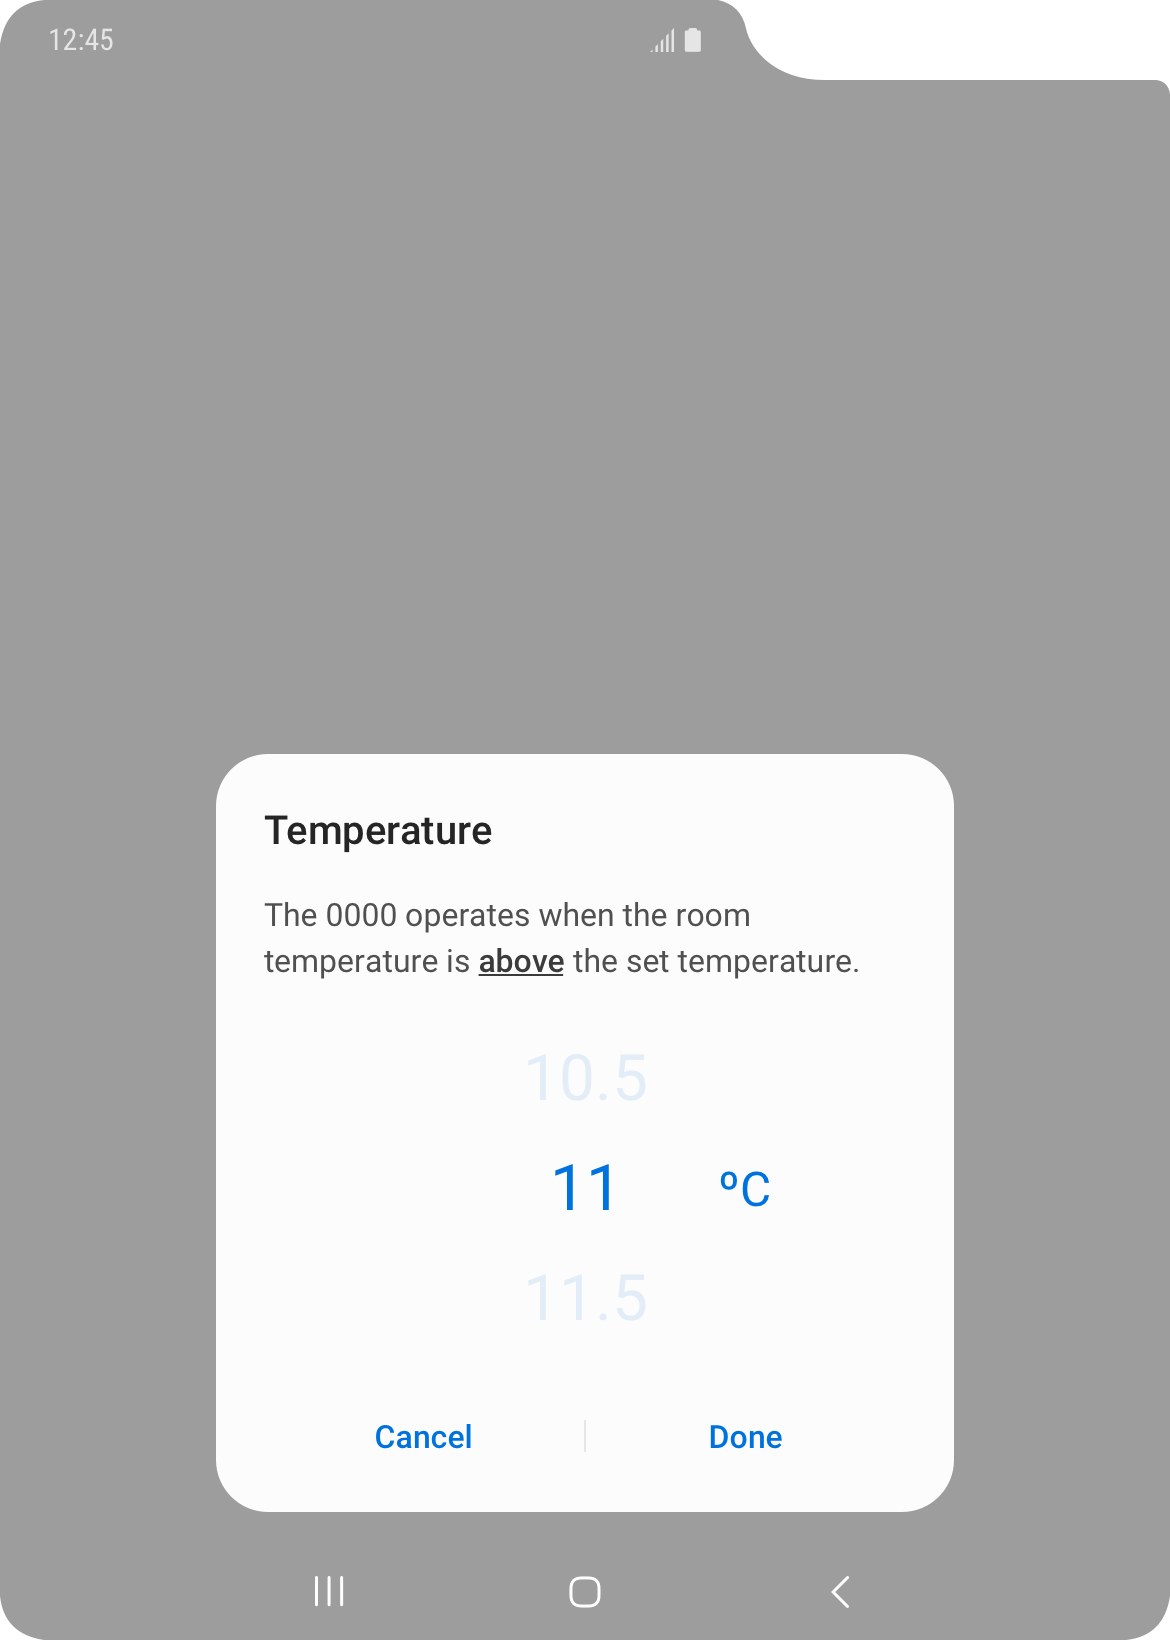 12:45
Temperature
The 0000 operates when the room
temperature is above the set temperature.
10.5
11 ºC
11.5
Cancel Done